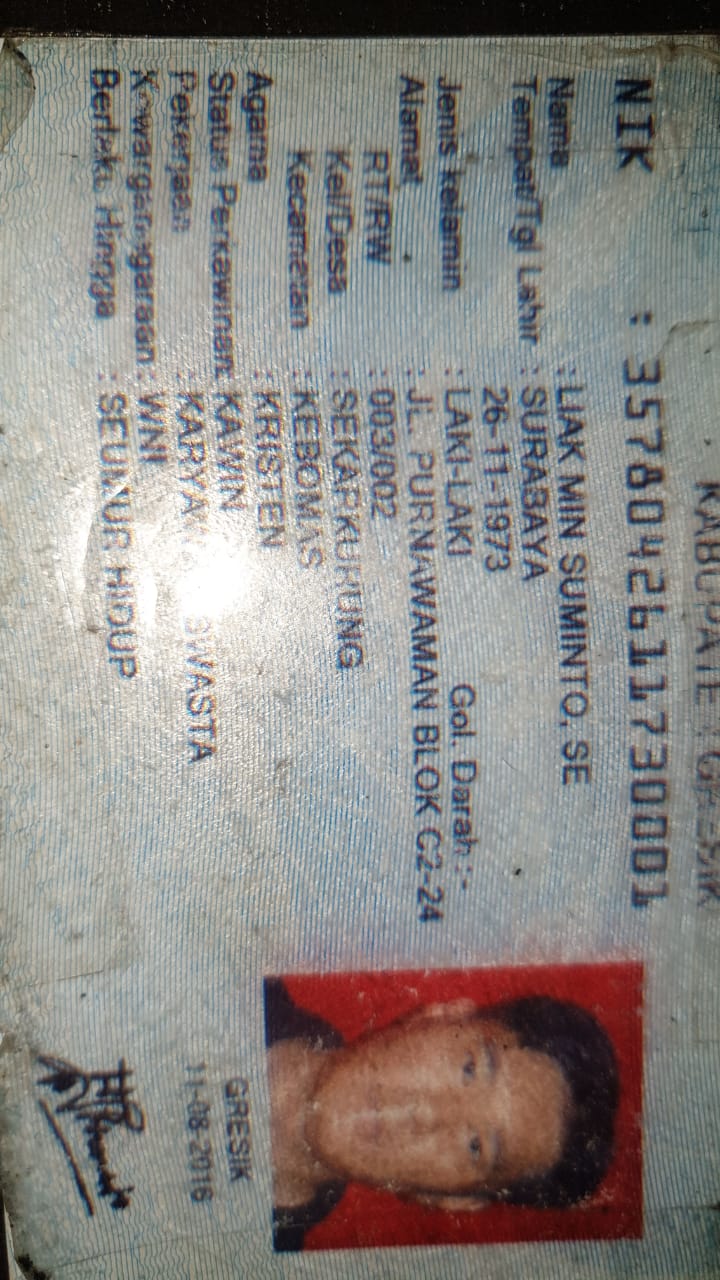 KABUPATEN GRESIK
NIK : 3578042611730001
Nama : LIAK MIN SUMINTO, SE
Tempat/Tgl Lahir : SURABAYA
26-11-1973
Jenis kelamin : LAKI-LAKI Gol. Darah :-
Alamat : JL. PURNAWAMAN BLOK C2-24
RT/RW : 003/002
Kel/Desa : SEKARKURUNG
Kecamatan : KEBOMAS
Agama : KRISTEN
Status Perkawinan: KAWIN
Pekerjaan : KARYAWAN SWASTA
Kewarganegaraan : WNI
Berlaku Hingga : SEUMUR HIDUP
GRESIK
11-08-2016